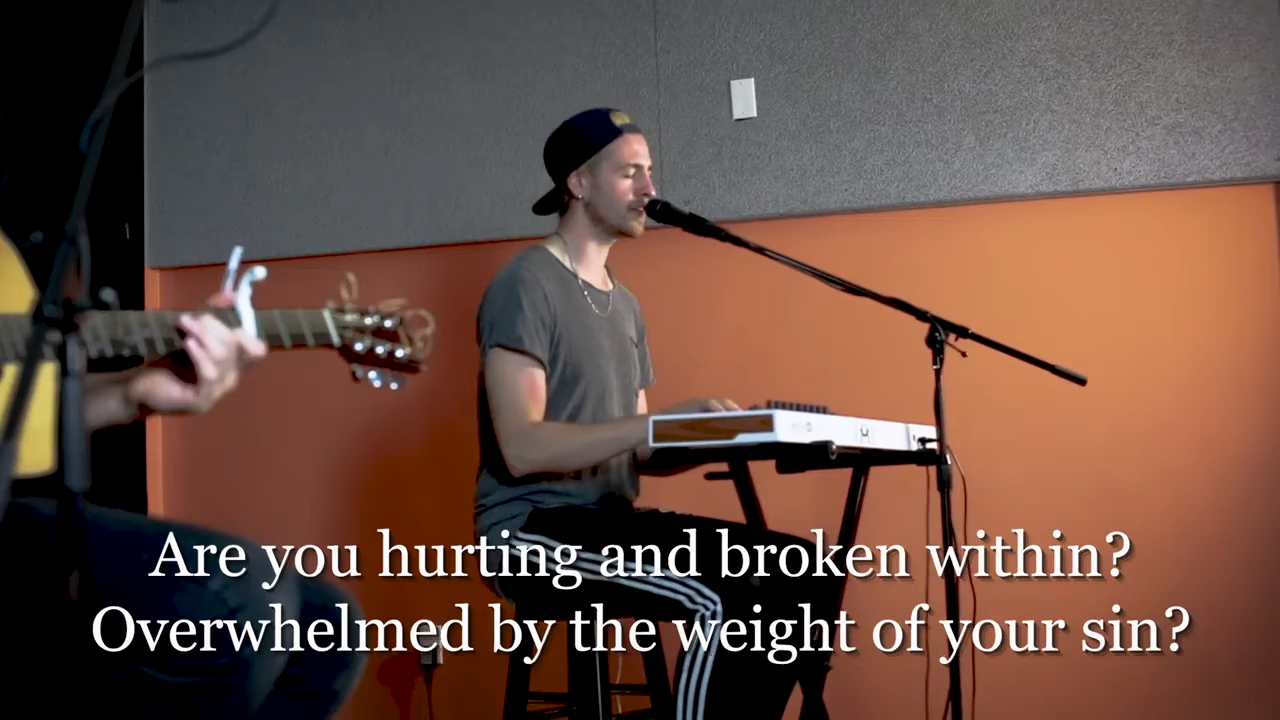 Are you hurting and broken within?
Overwhelmed by the weight of your sin?